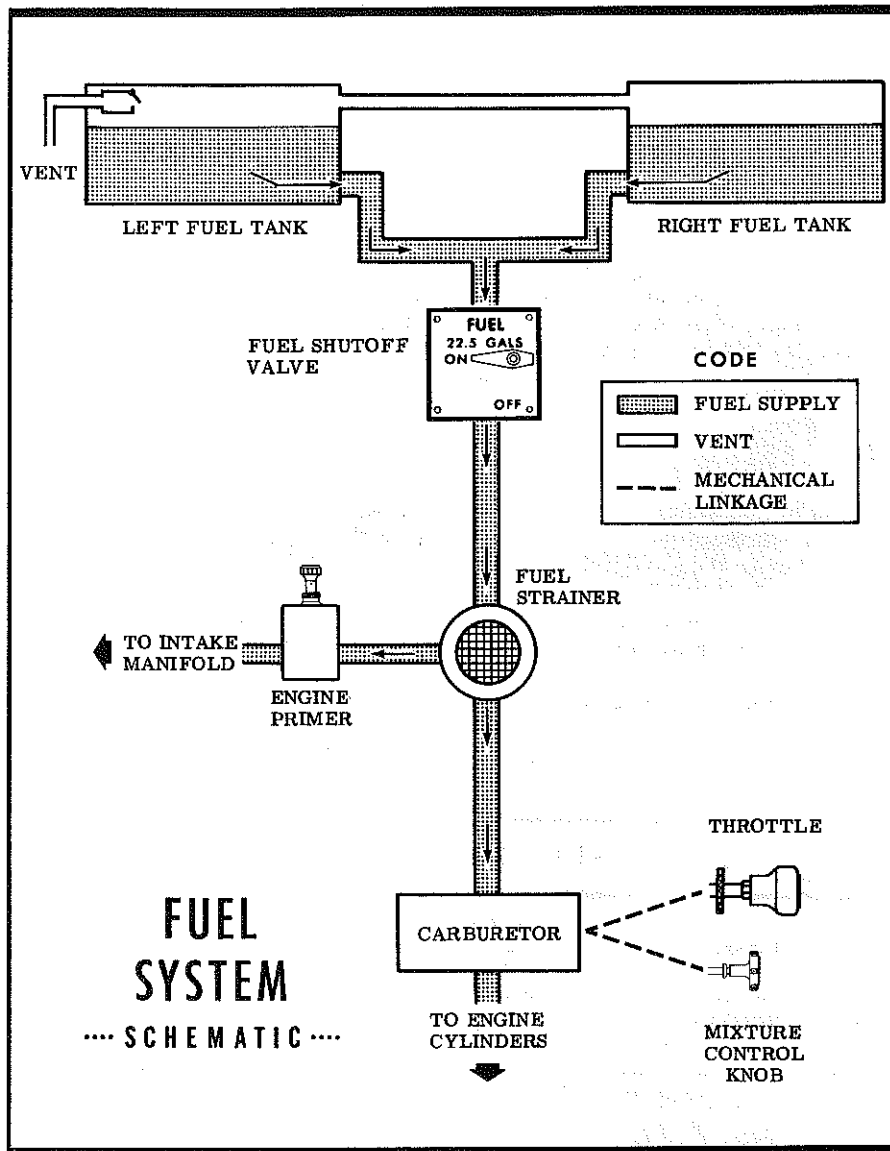 VENT
LEFT FUEL TANK
RIGHT FUEL TANK
FUEL SHUTOFF
VALVE
FUEL
22.5 GALS
ON
OFF
CODE
FUEL SUPPLY
VENT
MECHANICAL
LINKAGE
FUEL
STRAINER
TO INTAKE
MANIFOLD
ENGINE
PRIMER
THROTTLE
CARBURETOR
FUEL
SYSTEM
···· SCHEMATIC ····
TO ENGINE
CYLINDERS
MIXTURE
CONTROL
KNOB